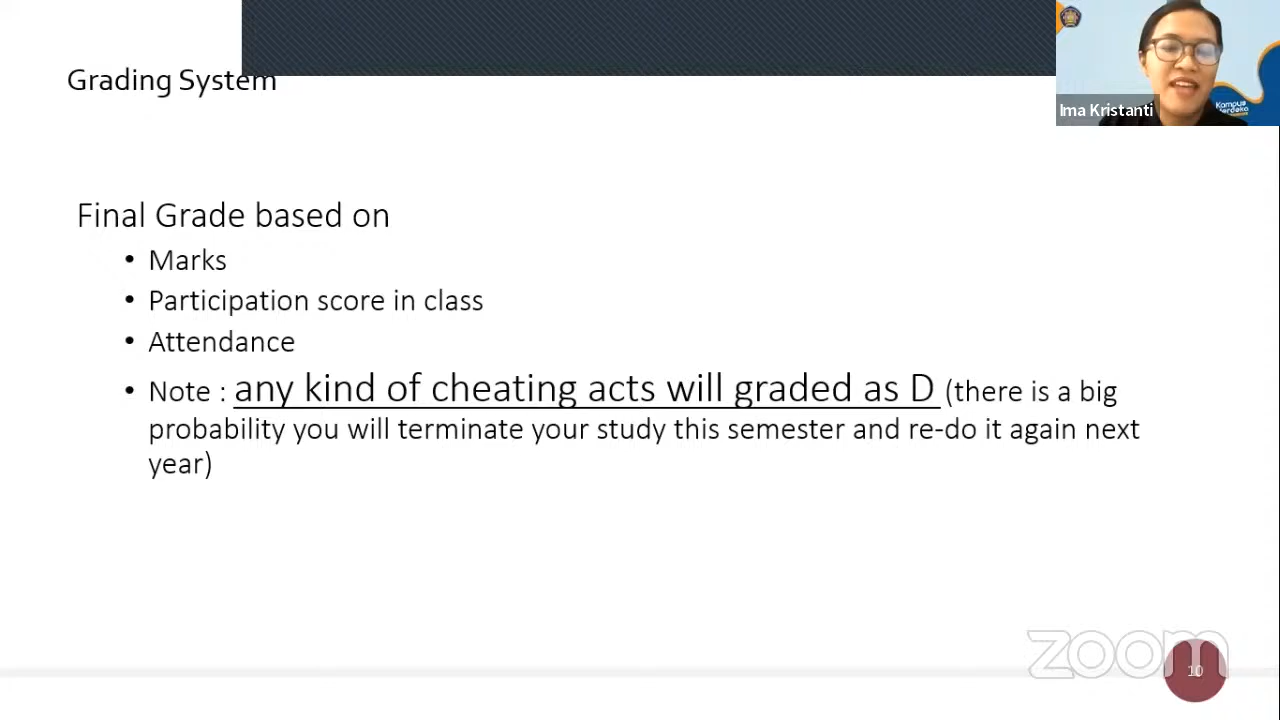 Grading System
Kampus
Merdeka
Ima Kristanti
Final Grade based on
• Marks
• Participation score in class
• Attendance
• Note : any kind of cheating acts will graded as D (there is a big
probability you will terminate your study this semester and re-do it again next
year)
zoom
10